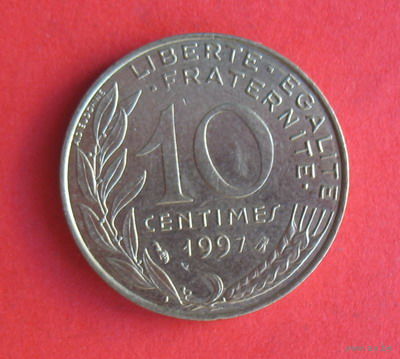 LIBERTE · EGALITE
· FRATERNITE ·
10
CENTIMES
1997